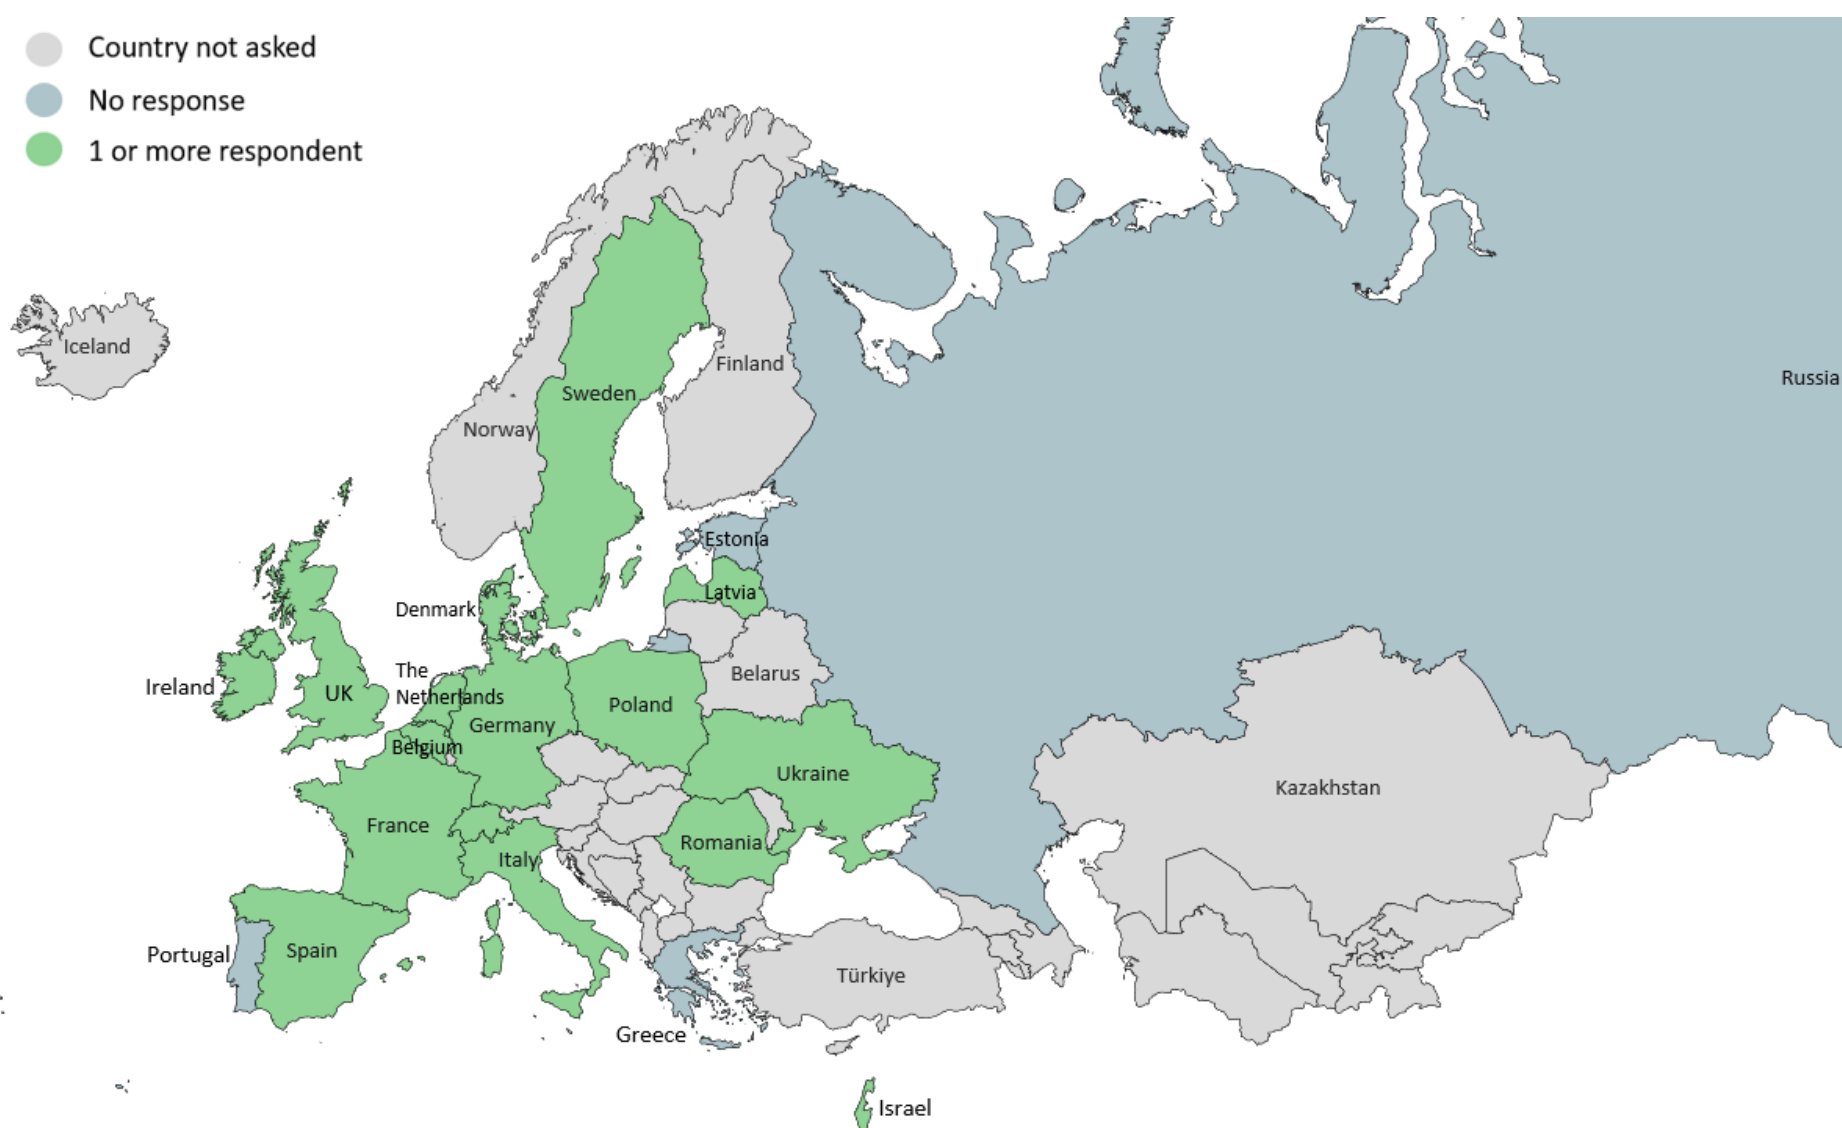 Country not asked
No response
1 or more respondent
Iceland
Finland
Russia
Sweden
Norway
Estonia
Latvia
Denmark
The
Netherlands
Belarus
Ireland
UK
Poland
Germany
Belgium
Ukraine
Kazakhstan
France
Romania
Italy
Portugal
Spain
Türkiye
Greece
Israel